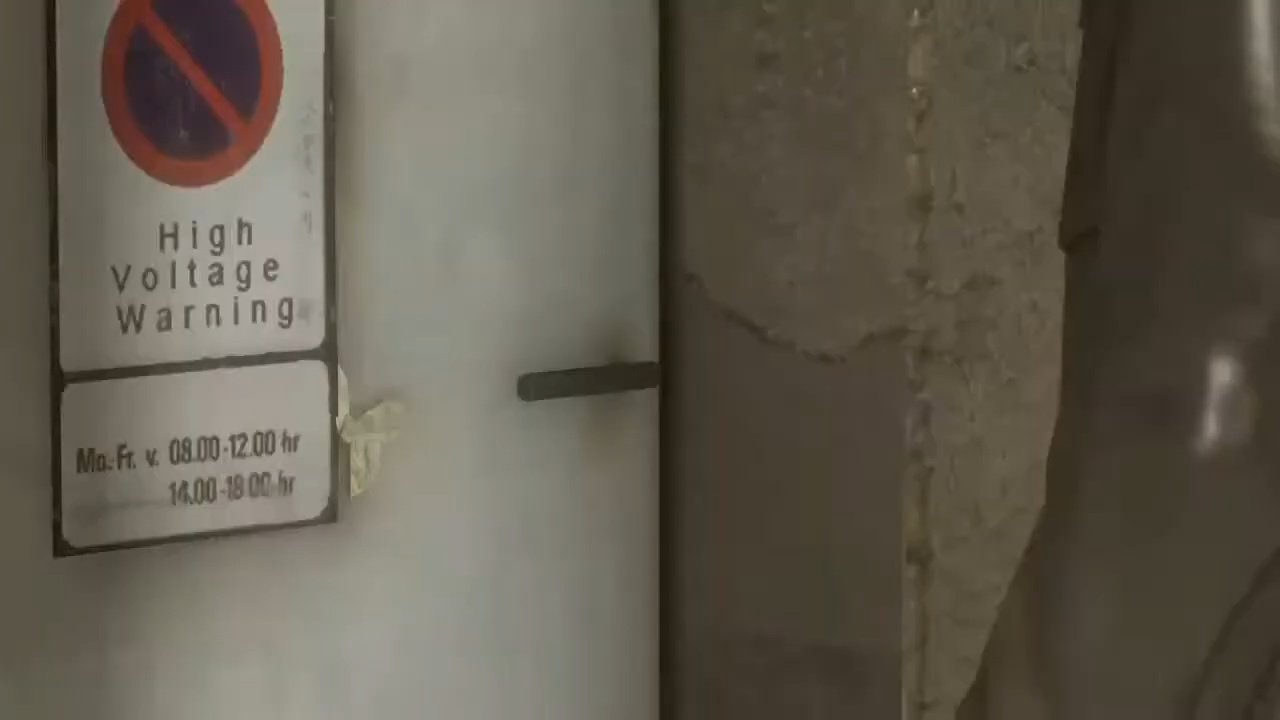 High
Voltage
Warning
Mo.-Fr. v. 08.00-12.00 hr
14.00-18.00 hr